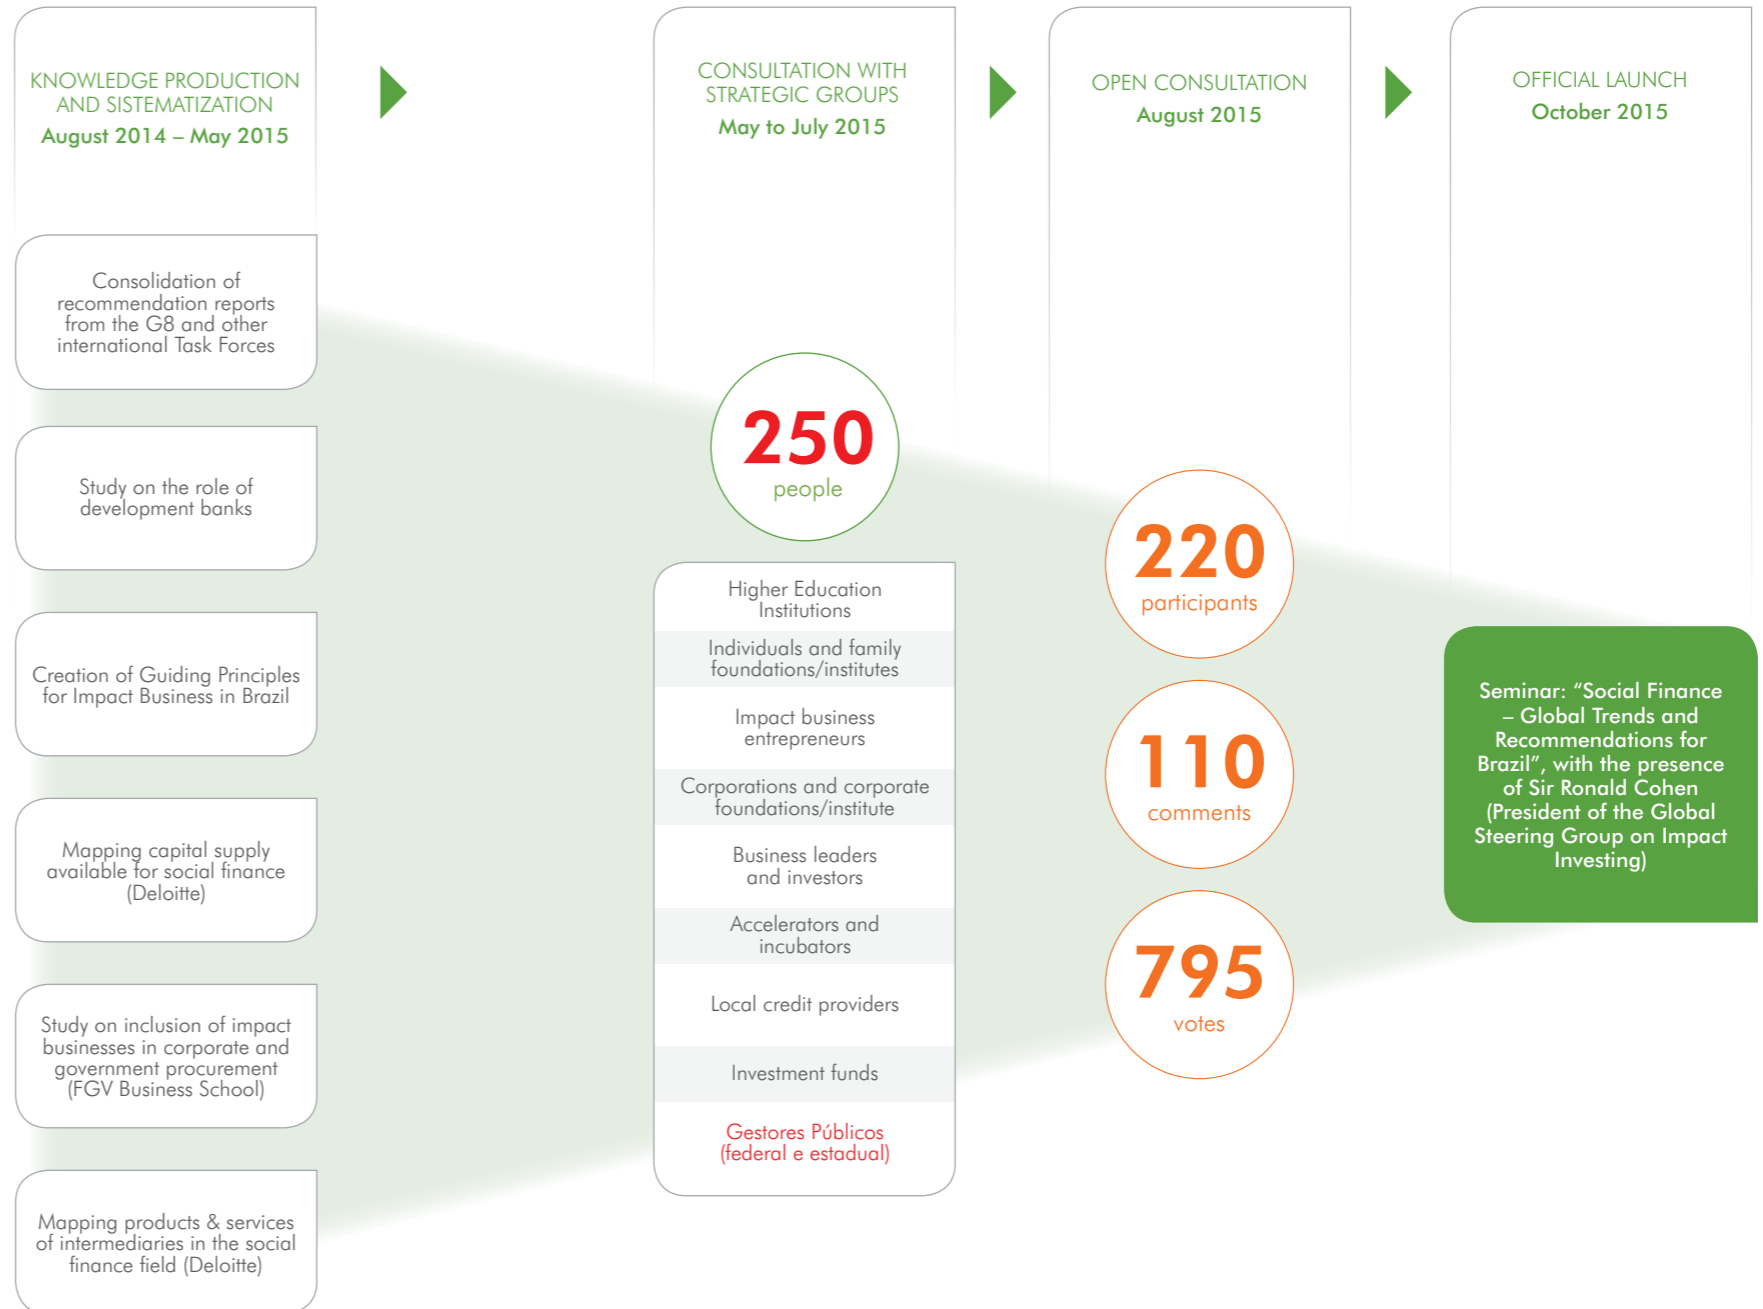 KNOWLEDGE PRODUCTION
AND SISTEMATIZATION
August 2014 – May 2015
Consolidation of
recommendation reports
from the G8 and other
international Task Forces
Study on the role of
development banks
Creation of Guiding Principles
for Impact Business in Brazil
Mapping capital supply
available for social finance
(Deloitte)
Study on inclusion of impact
businesses in corporate and
government procurement
(FGV Business School)
Mapping products & services
of intermediaries in the social
finance field (Deloitte)
CONSULTATION WITH
STRATEGIC GROUPS
May to July 2015
250
people
Higher Education
Institutions
Individuals and family
foundations/institutes
Impact business
entrepreneurs
Corporations and corporate
foundations/institute
Business leaders
and investors
Accelerators and
incubators
Local credit providers
Investment funds
Gestores Públicos
(federal e estadual)
OPEN CONSULTATION
August 2015
220
participants
110
comments
795
votes
OFFICIAL LAUNCH
October 2015
Seminar: “Social Finance
– Global Trends and
Recommendations for
Brazil”, with the presence
of Sir Ronald Cohen
(President of the Global
Steering Group on Impact
Investing)